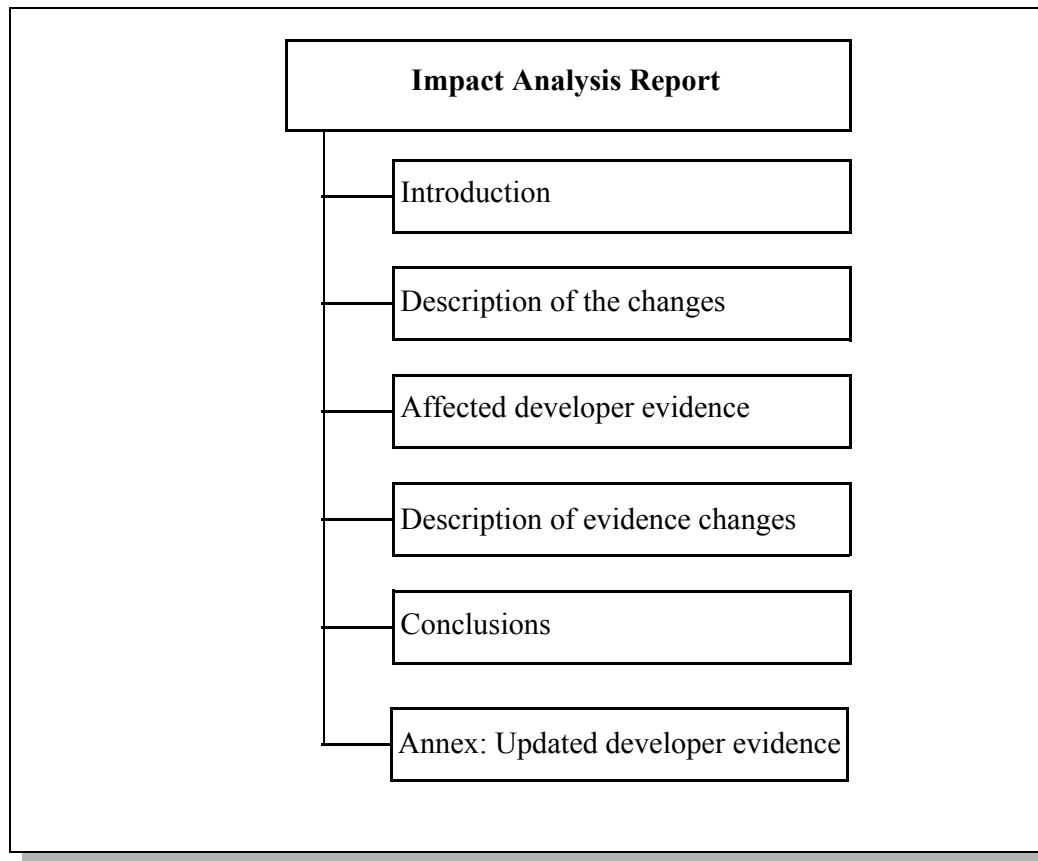 Impact Analysis Report
Introduction
Description of the changes
Affected developer evidence
Description of evidence changes
Conclusions
Annex: Updated developer evidence